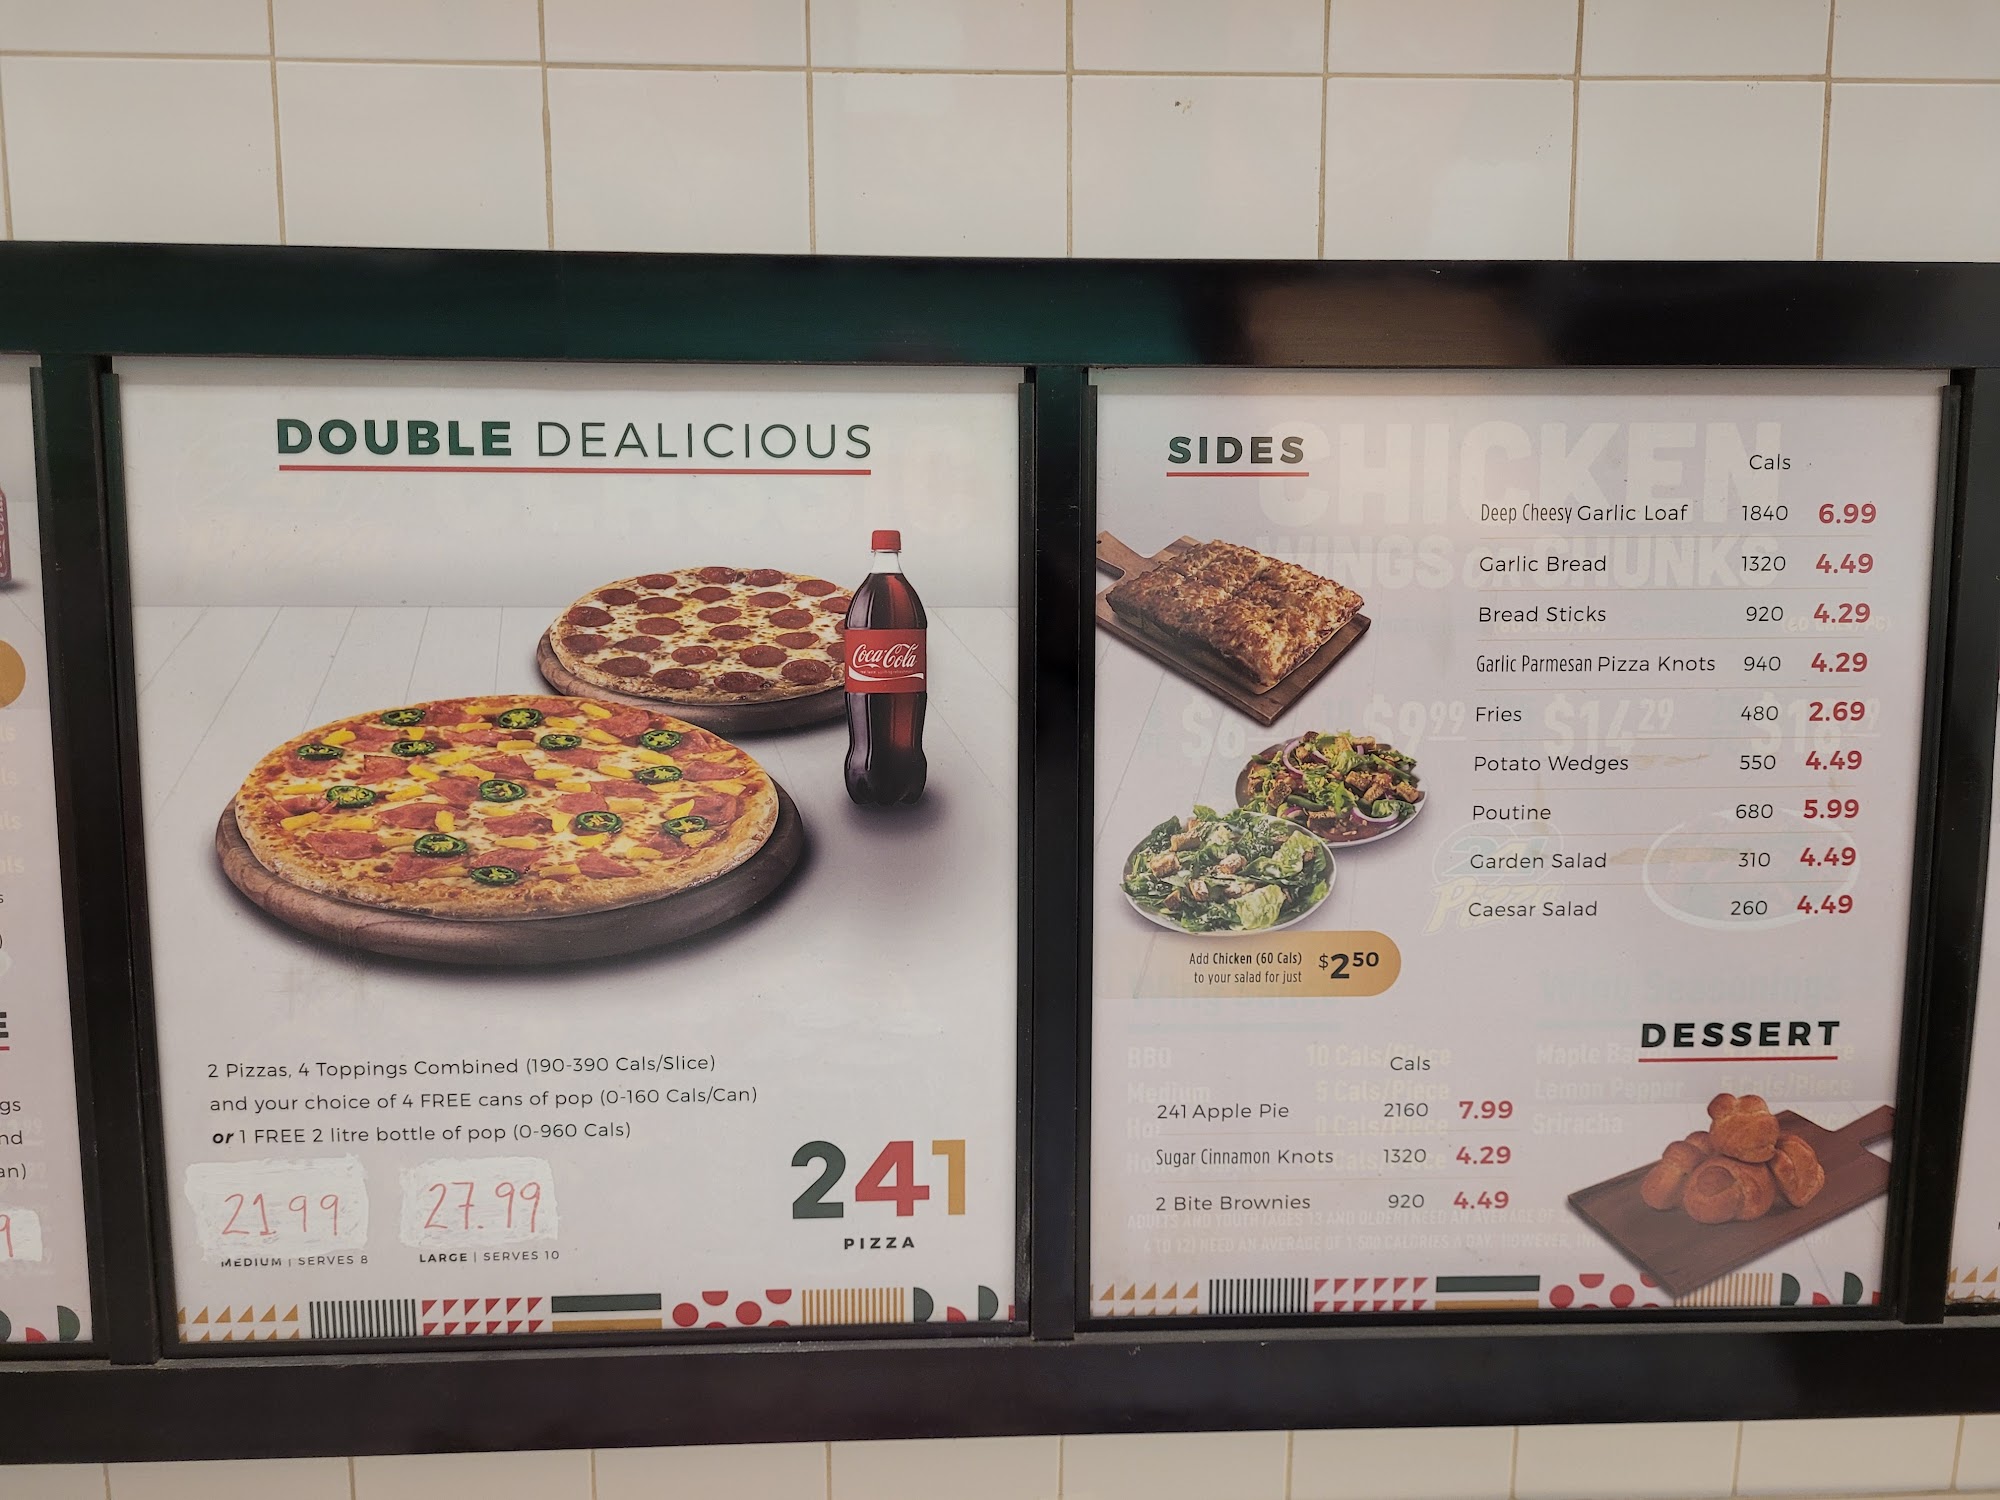 DOUBLE DEALICIOUS
Coca-Cola
2 Pizzas, 4 Toppings Combined (190-390 Cals/Slice)
and your choice of 4 FREE cans of pop (0-160 Cals/Can)
or 1 FREE 2 litre bottle of pop (0-960 Cals)
21.99 27.99
MEDIUM | SERVES 8 LARGE | SERVES 10
241
PIZZA
SIDES
CHICKEN
WINGS or CHUNKS
Cals
Deep Cheesy Garlic Loaf 1840 6.99
Garlic Bread 1320 4.49
Bread Sticks 920 4.29
Garlic Parmesan Pizza Knots 940 4.29
Fries 480 2.69
Potato Wedges 550 4.49
Poutine 680 5.99
Garden Salad 310 4.49
Caesar Salad 260 4.49
Add Chicken (60 Cals)
to your salad for just
$2.50
DESSERT
Cals
241 Apple Pie 2160 7.99
Sugar Cinnamon Knots 1320 4.29
2 Bite Brownies 920 4.49